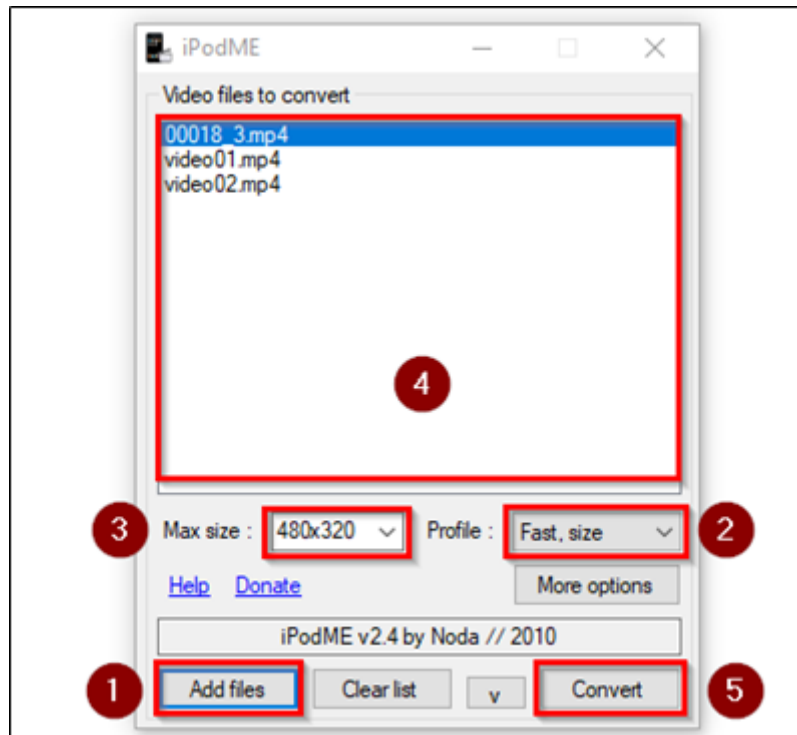 iPodME
Video files to convert
00018_3.mp4
video01.mp4
video02.mp4
4
3 Max size : 480x320 Profile : Fast, size 2
Help Donate More options
iPodME v2.4 by Noda // 2010
1 Add files Clear list v Convert 5